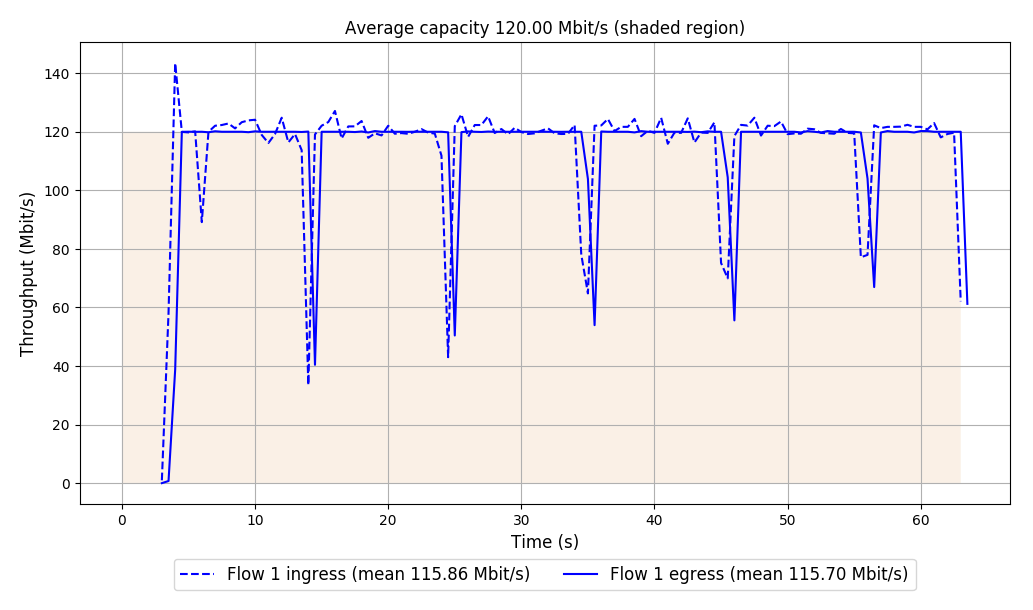 Average capacity 120.00 Mbit/s (shaded region)
Throughput (Mbit/s)
140
120
100
80
60
40
20
0
0 10 20 30 40 50 60
Time (s)
Flow 1 ingress (mean 115.86 Mbit/s) Flow 1 egress (mean 115.70 Mbit/s)